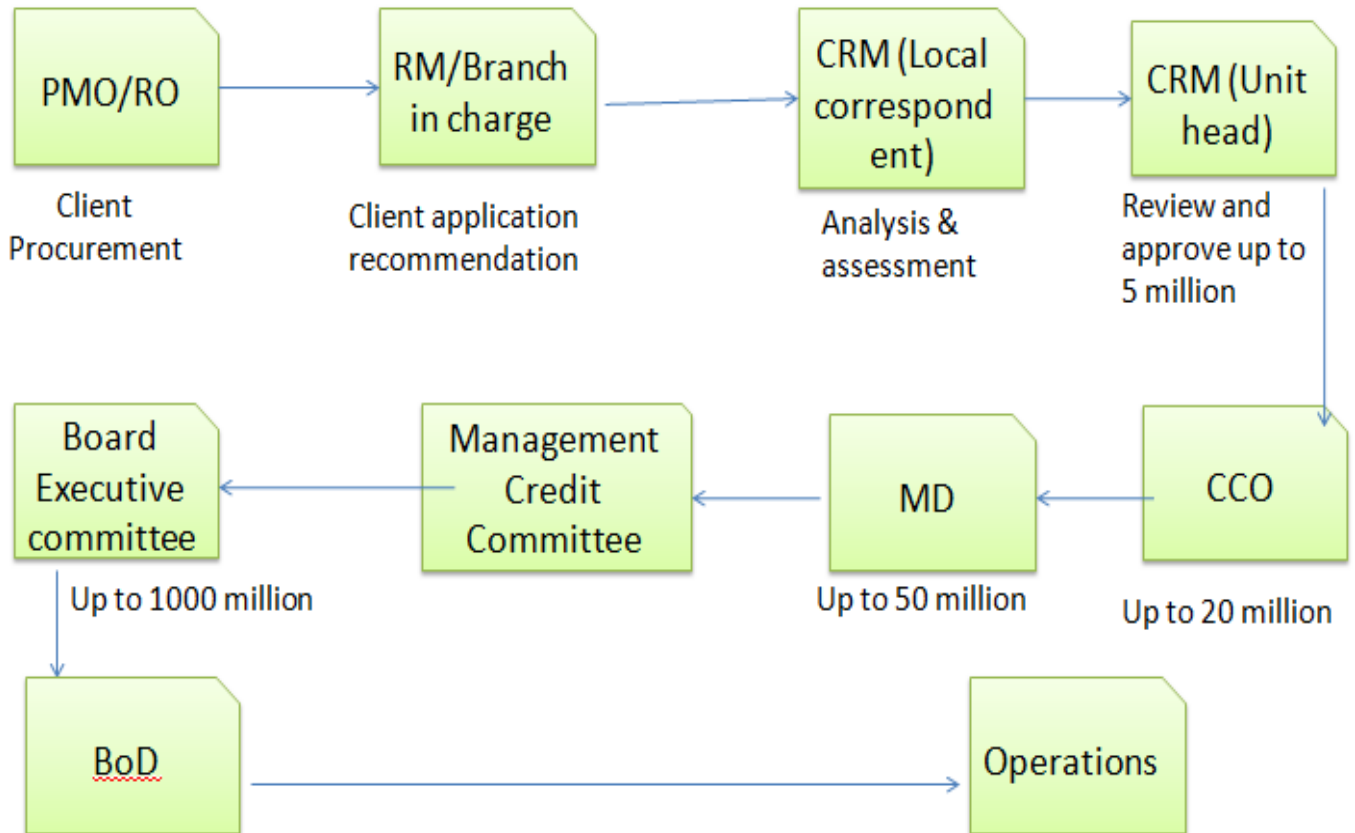 PMO/RO
Client
Procurement
RM/Branch
in charge
Client application
recommendation
CRM (Local
correspond
ent)
Analysis &
assessment
CRM (Unit
head)
Review and
approve up to
5 million
CCO
Up to 20 million
MD
Up to 50 million
Management
Credit
Committee
Board
Executive
committee
Up to 1000 million
BoD
Operations